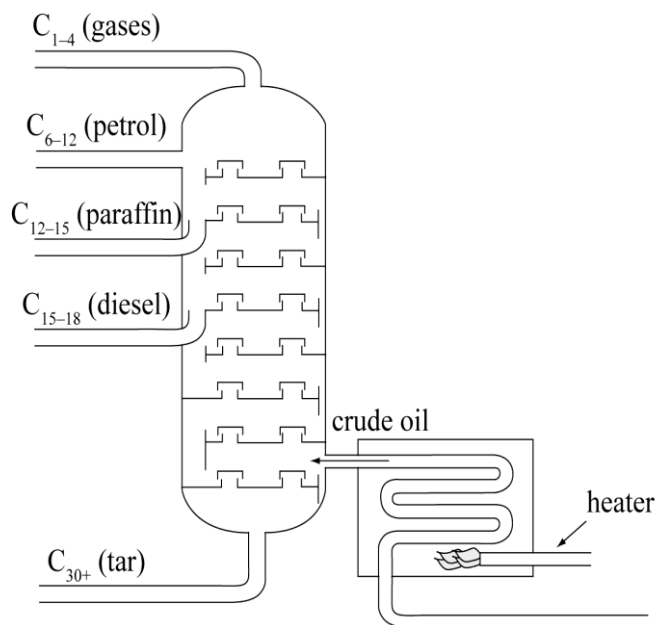 C₁₋₄ (gases)
C₆₋₁₂ (petrol)
C₁₂₋₁₅ (paraffin)
C₁₅₋₁₈ (diesel)
crude oil
heater
C₃₀₊ (tar)